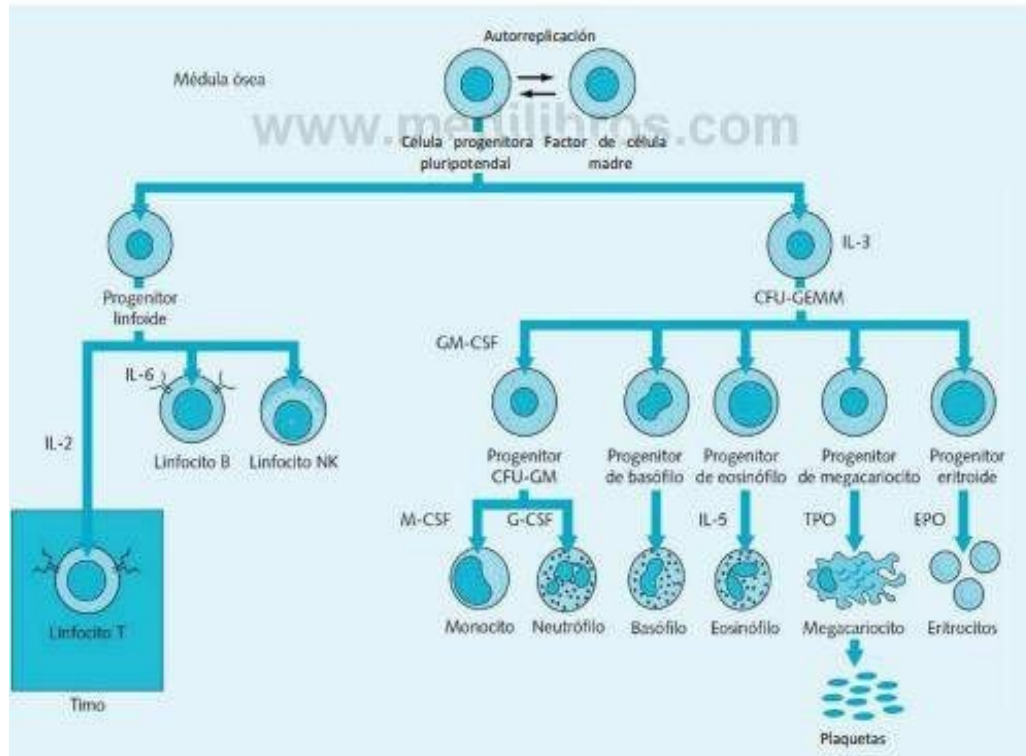 Autorreplicación
Médula ósea
www.medilibros.com
Célula progenitora
pluripotendal
Factor de célula
madre
IL-3
Progenitor
linfoide
CFU-GEMM
GM-CSF
IL-6
IL-2
Linfocito B
Linfocito NK
Progenitor
CFU-GM
Progenitor
de basófilo
Progenitor
de eosinófilo
Progenitor
de megacariocito
Progenitor
eritroide
M-CSF
G-CSF
IL-5
TPO
EPO
Linfocito T
Monocito
Neutrófilo
Basófilo
Eosinófilo
Megacariocito
Eritrocitos
Timo
Plaquetas